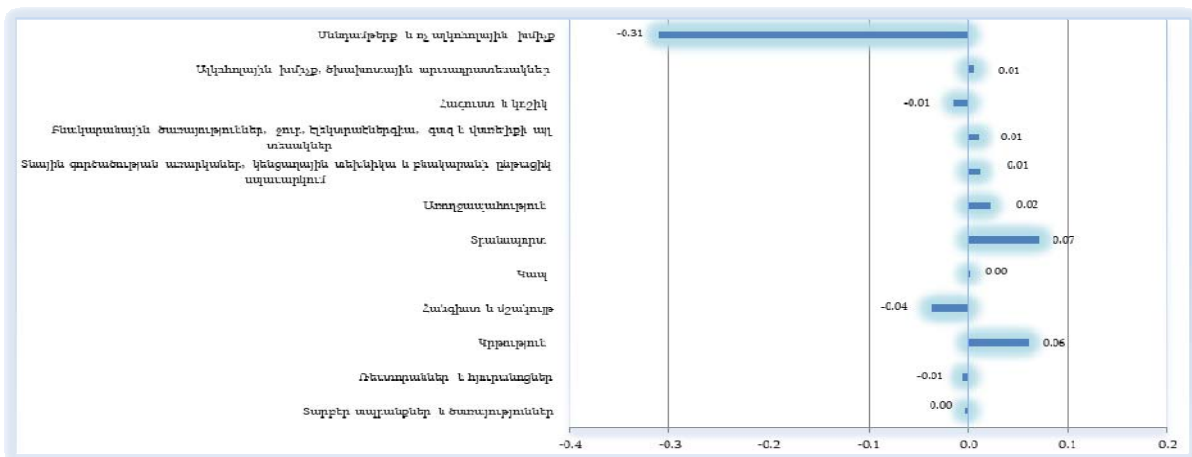 Սննդամթերք և ոչ ալկոհոլային խմիչք
-0.31
Ալկոհոլային խմիչք, ծխախոտային արտադրատեսակներ
0.01
Հագուստ և կոշիկ
-0.01
Բնակարանային ծառայություններ, ջուր, էլեկտրաէներգիա, գազ և վառելիքի այլ
տեսակներ
0.01
Տնային գործածության առարկաներ, կենցաղային տեխնիկա և բնակարանի ընթացիկ
սպասարկում
0.01
Առողջապահություն
0.02
Տրանսպորտ
0.07
Կապ
0.00
Հանգիստ և մշակույթ
-0.04
Կրթություն
0.06
Ռեստորաններ և հյուրանոցներ
-0.01
Տարբեր ապրանքներ և ծառայություններ
0.00
-0.4 -0.3 -0.2 -0.1 0.0 0.1 0.2